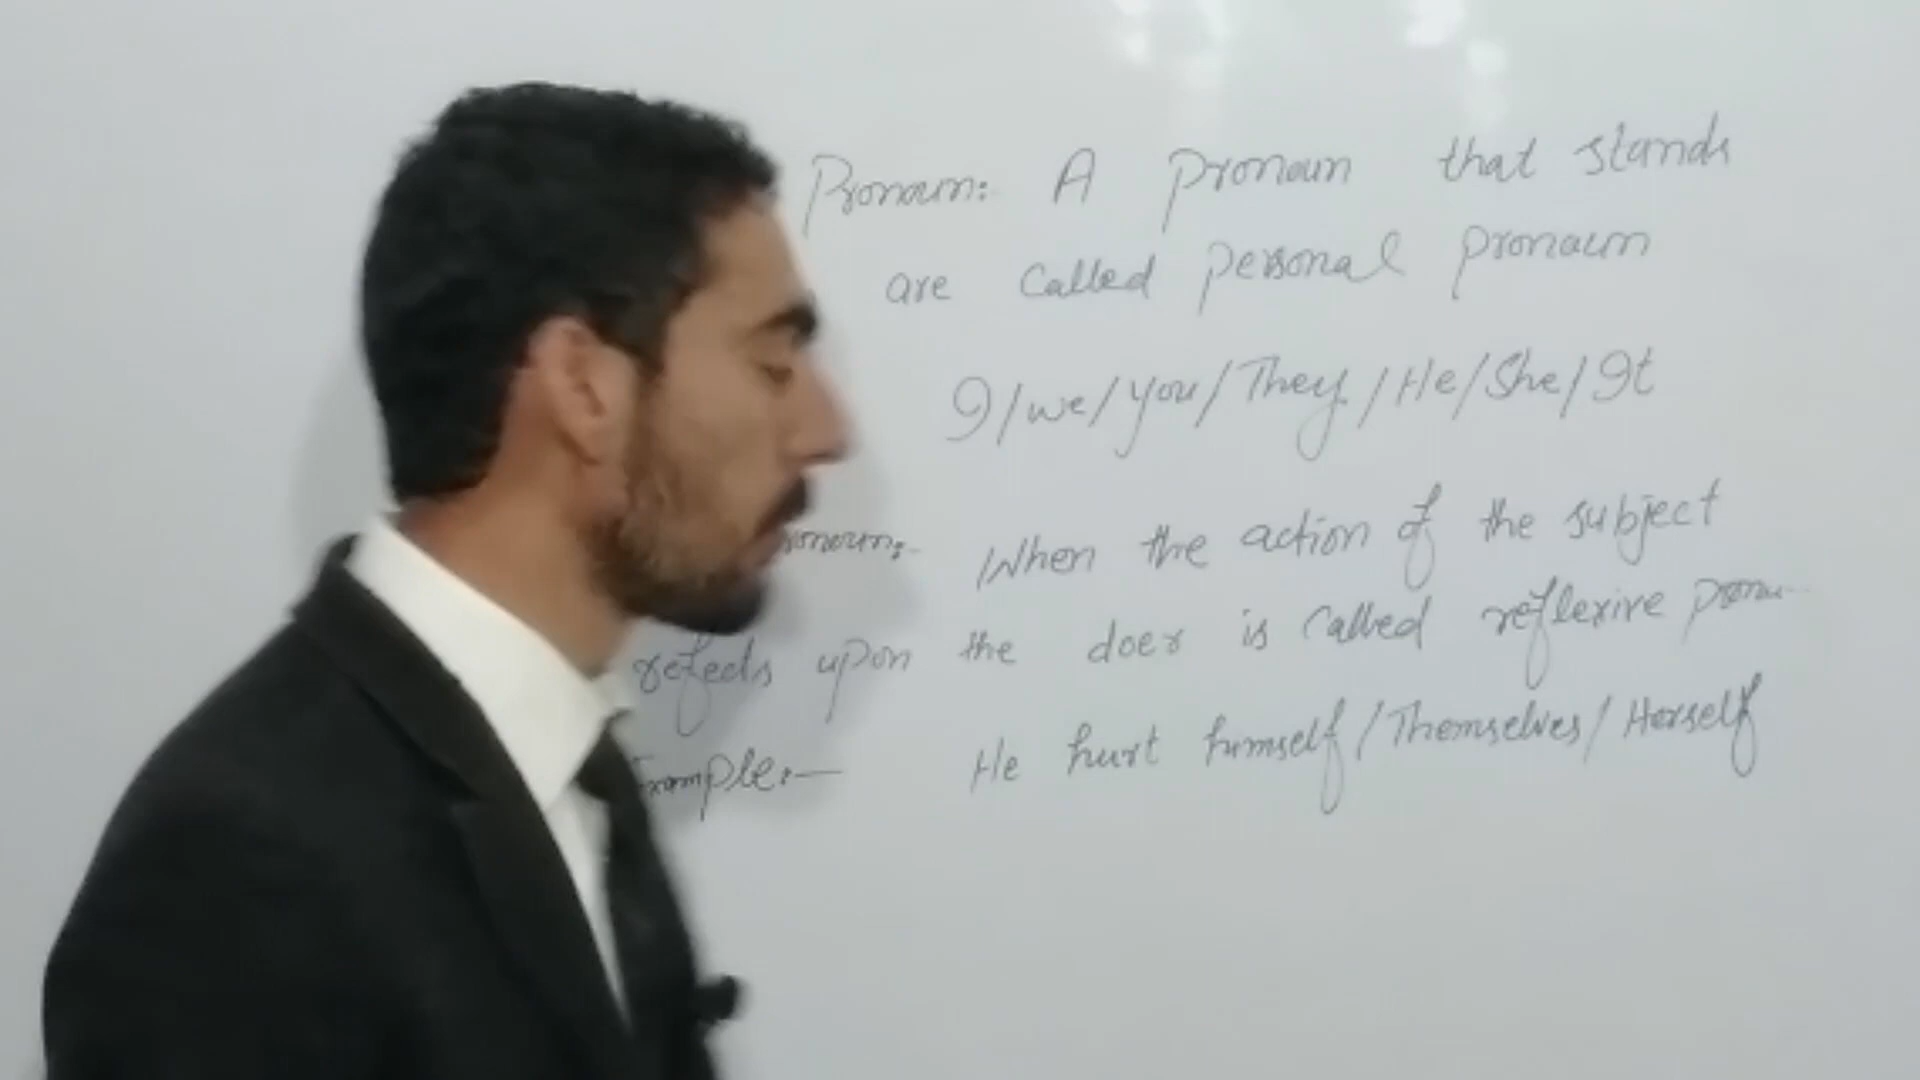 Pronoun:- A pronoun that stands
are called personal pronoun
I/we/you/They/He/She/It
When the action of the subject
refects upon the doer is called reflexive
Example:- He hurt himself/Themselves/Herself